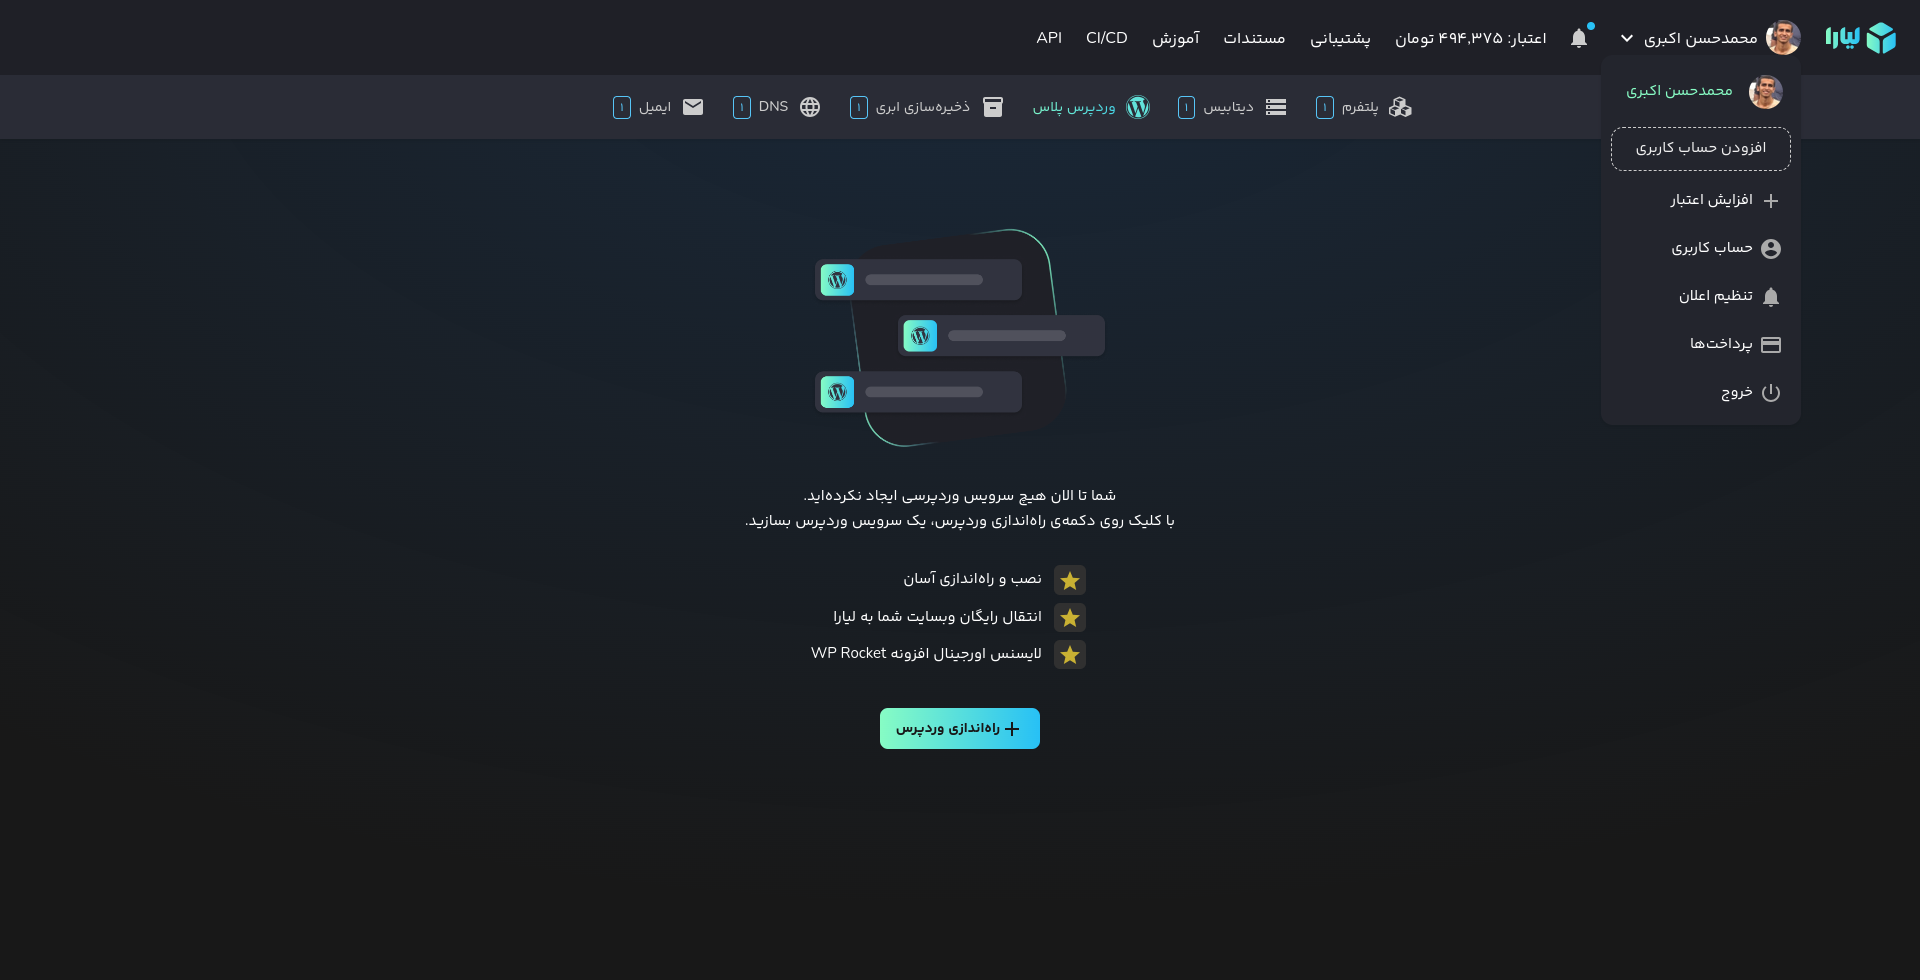 لیارا
محمدحسن اکبری
اعتبار: ۴۹۴,۳۷۵ تومان
پشتیبانی
مستندات
آموزش
CI/CD
API
پلتفرم ۱
دیتابیس ۱
وردپرس پلاس
ذخیره‌سازی ابری ۱
DNS ۱
ایمیل ۱
محمدحسن اکبری
افزودن حساب کاربری
افزایش اعتبار
حساب کاربری
تنظیم اعلان
پرداخت‌ها
خروج
شما تا الان هیچ سرویس وردپرسی ایجاد نکرده‌اید.
با کلیک روی دکمه‌ی راه‌اندازی وردپرس، یک سرویس وردپرس بسازید.
نصب و راه‌اندازی آسان
انتقال رایگان وبسایت شما به لیارا
لایسنس اورجینال افزونه WP Rocket
راه‌اندازی وردپرس